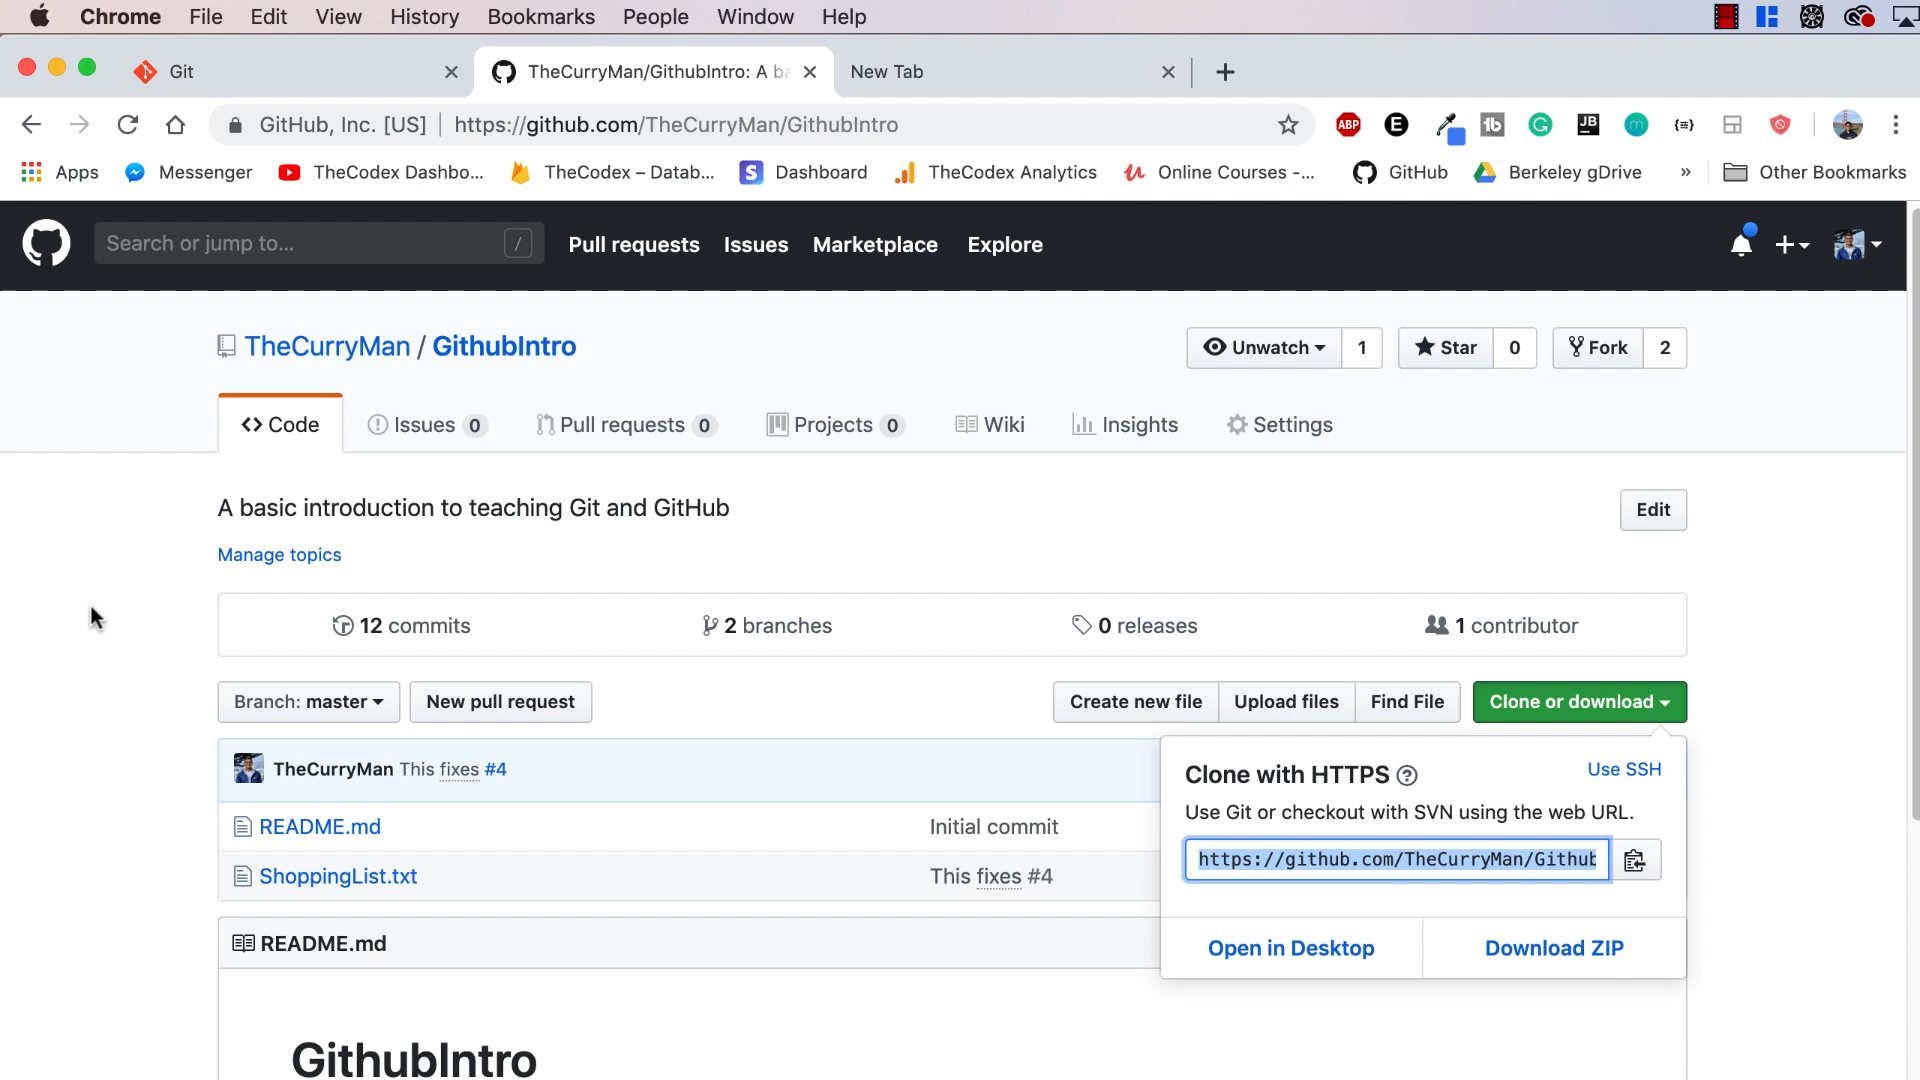 Chrome File Edit View History Bookmarks People Window Help
Git
TheCurryMan/GithubIntro: A ba
New Tab
GitHub, Inc. [US] https://github.com/TheCurryMan/GithubIntro
ABP E tb G JB m
Apps Messenger TheCodex Dashbo... TheCodex – Datab... S Dashboard TheCodex Analytics Online Courses -... GitHub Berkeley gDrive » Other Bookmarks
Search or jump to... / Pull requests Issues Marketplace Explore
TheCurryMan / GithubIntro
Unwatch 1 Star 0 Fork 2
Code Issues 0 Pull requests 0 Projects 0 Wiki Insights Settings
A basic introduction to teaching Git and GitHub
Edit
Manage topics
12 commits 2 branches 0 releases 1 contributor
Branch: master New pull request Create new file Upload files Find File Clone or download
TheCurryMan This fixes #4
README.md Initial commit
ShoppingList.txt This fixes #4
Clone with HTTPS Use SSH
Use Git or checkout with SVN using the web URL.
https://github.com/TheCurryMan/Github
Open in Desktop Download ZIP
README.md
GithubIntro